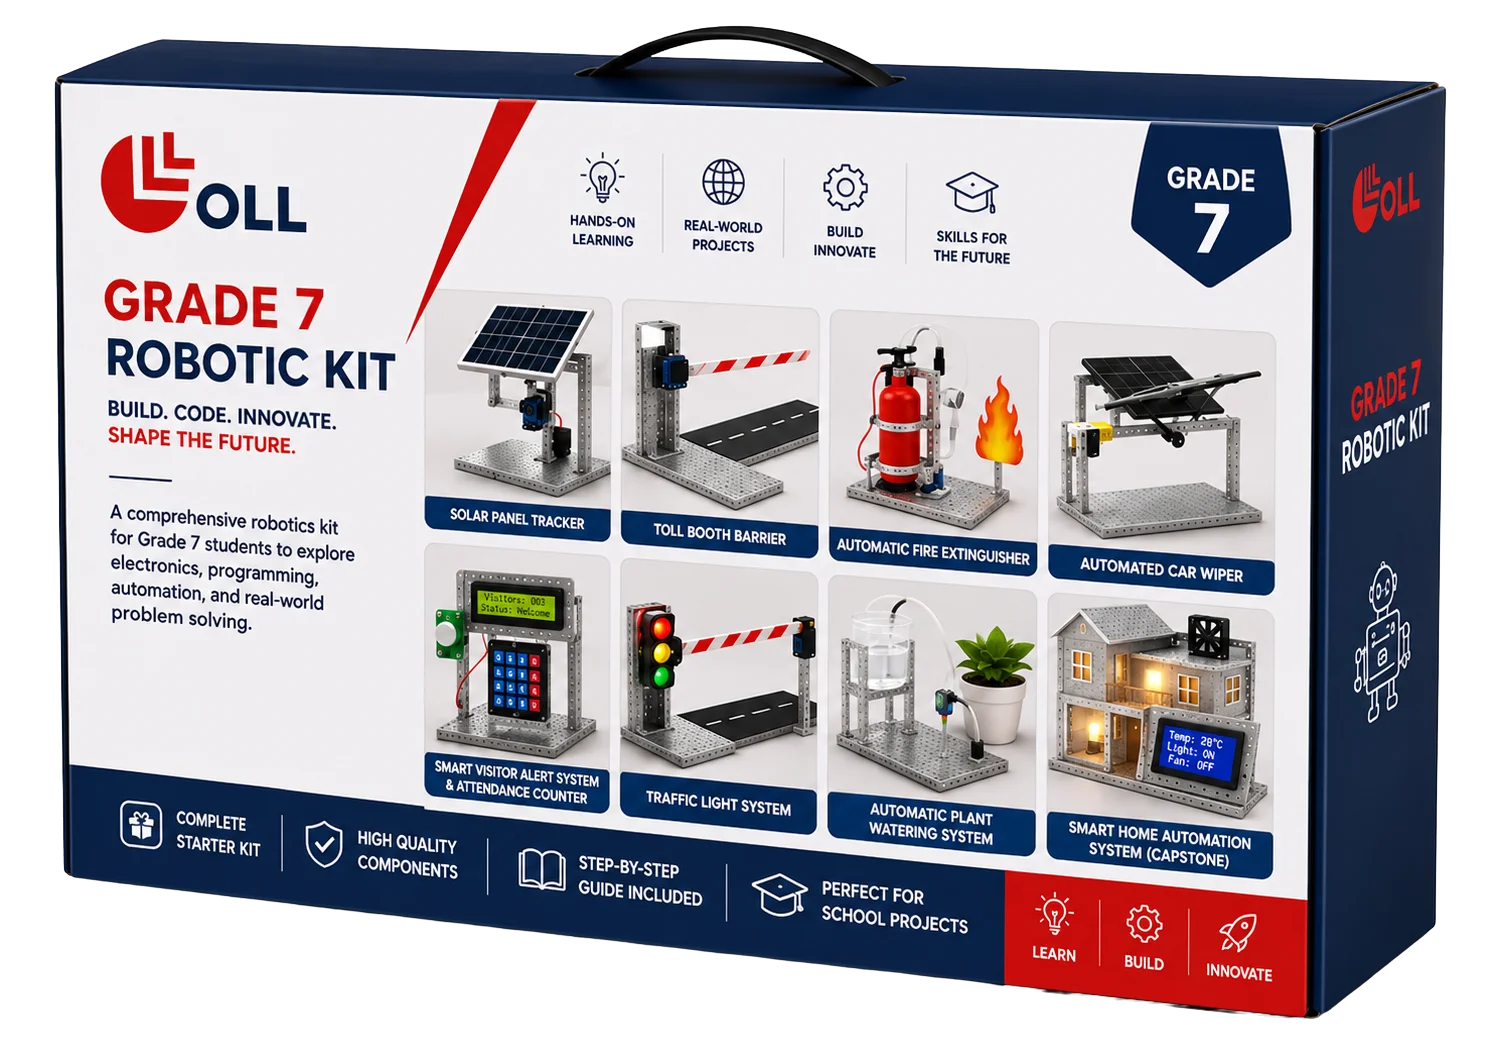 OLL
GRADE 7
ROBOTIC KIT
BUILD. CODE. INNOVATE.
SHAPE THE FUTURE.
A comprehensive robotics kit
for Grade 7 students to explore
electronics, programming,
automation, and real-world
problem solving.
HANDS-ON
LEARNING
REAL-WORLD
PROJECTS
BUILD
INNOVATE
SKILLS FOR
THE FUTURE
GRADE
7
SOLAR PANEL TRACKER
TOLL BOOTH BARRIER
AUTOMATIC FIRE EXTINGUISHER
AUTOMATED CAR WIPER
Visitors: 003
Status: Welcome
SMART VISITOR ALERT SYSTEM
& ATTENDANCE COUNTER
TRAFFIC LIGHT SYSTEM
AUTOMATIC PLANT
WATERING SYSTEM
Temp: 28°C
Light: ON
Fan: OFF
SMART HOME AUTOMATION
SYSTEM (CAPSTONE)
COMPLETE
STARTER KIT
HIGH QUALITY
COMPONENTS
STEP-BY-STEP
GUIDE INCLUDED
PERFECT FOR
SCHOOL PROJECTS
LEARN
BUILD
INNOVATE
OLL
GRADE 7
ROBOTIC KIT